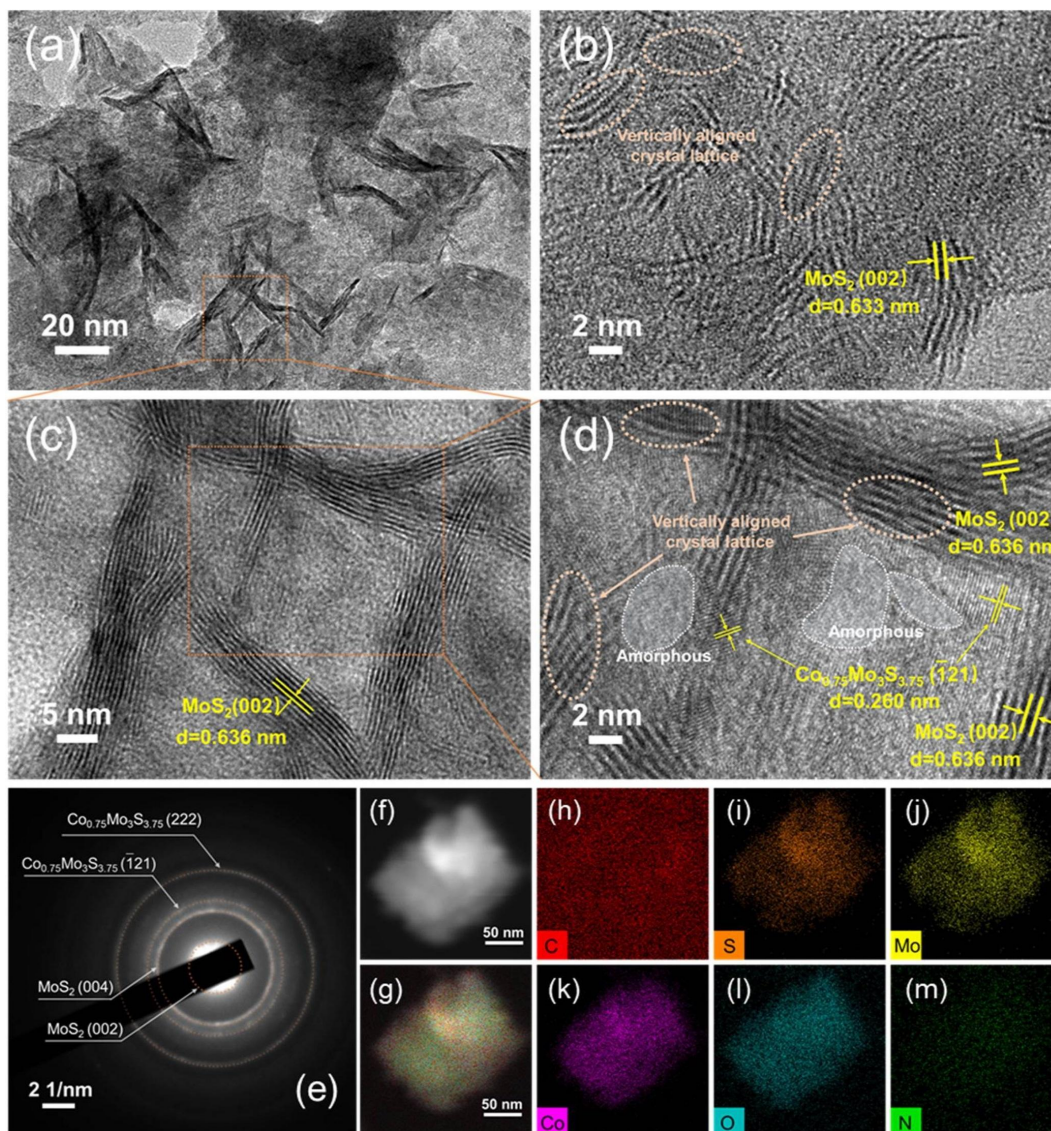 (a)
20 nm
(b)
Vertically aligned
crystal lattice
MoS₂ (002)
d=0.633 nm
2 nm
(c)
MoS₂(002)
d=0.636 nm
5 nm
(d)
Vertically aligned
crystal lattice
MoS₂ (002)
d=0.636 nm
Amorphous
Amorphous
Co₀.₇₅Mo₃S₃.₇₅ (1̄21)
d=0.260 nm
MoS₂ (002)
d=0.636 nm
2 nm
Co₀.₇₅Mo₃S₃.₇₅ (222)
Co₀.₇₅Mo₃S₃.₇₅ (1̄21)
MoS₂ (004)
MoS₂ (002)
2 1/nm
(e)
(f)
50 nm
(h)
C
(i)
S
(j)
Mo
(g)
50 nm
(k)
Co
(l)
O
(m)
N